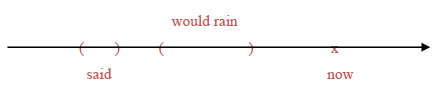 would rain
( ) ( ) x
said now